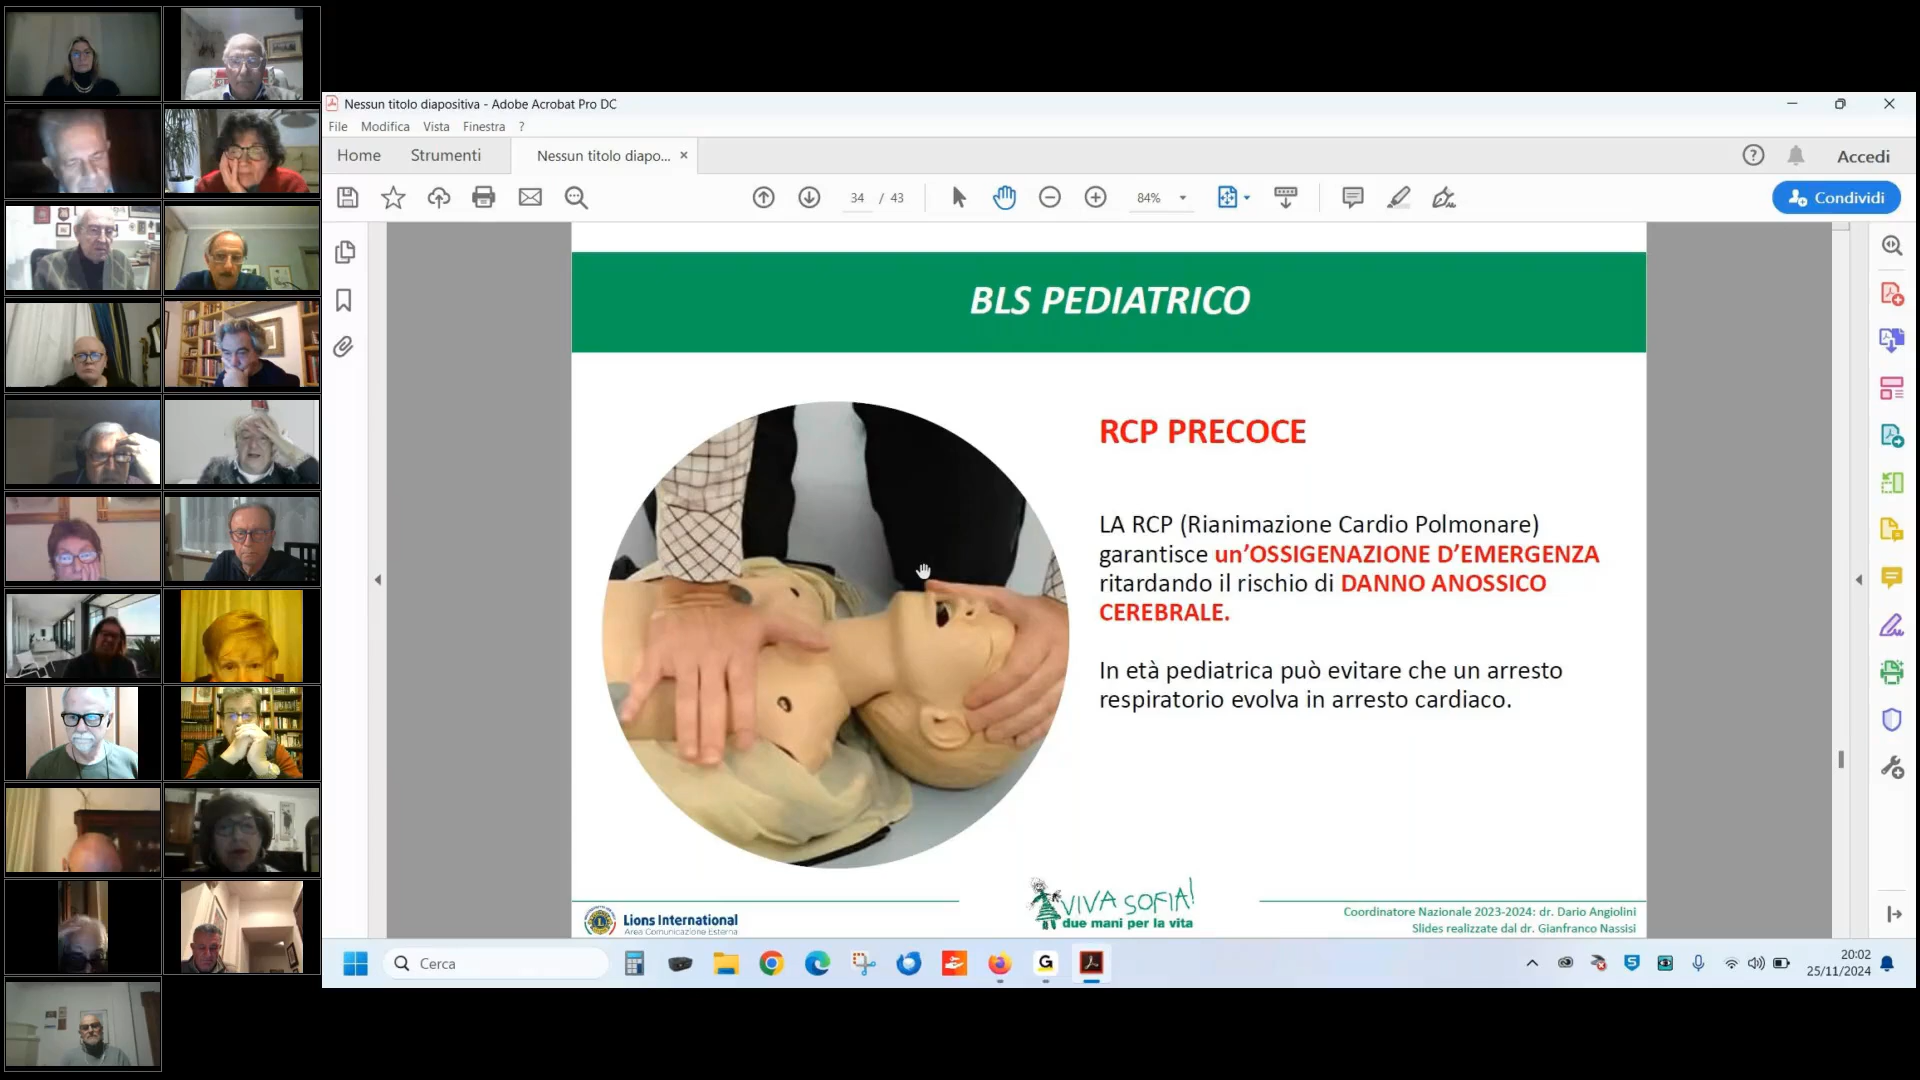 Nessun titolo diapositiva - Adobe Acrobat Pro DC
File Modifica Vista Finestra ?
Home Strumenti Nessun titolo diapo... Accedi
34 / 43 84% Condividi
BLS PEDIATRICO
RCP PRECOCE
LA RCP (Rianimazione Cardio Polmonare)
garantisce un'OSSIGENAZIONE D'EMERGENZA
ritardando il rischio di DANNO ANOSSICO
CEREBRALE.
In età pediatrica può evitare che un arresto
respiratorio evolva in arresto cardiaco.
Lions International
Area Comunicazione Esterna
VIVA SOFIA!
due mani per la vita
Coordinatore Nazionale 2023-2024: dr. Dario Angiolini
Slides realizzate dal dr. Gianfranco Nassisi
Cerca
20:02
25/11/2024